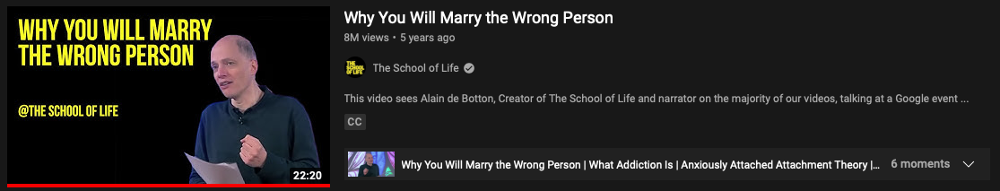 WHY YOU WILL MARRY
THE WRONG PERSON
@THE SCHOOL OF LIFE
22:20
Why You Will Marry the Wrong Person
8M views • 5 years ago
THE SCHOOL OF LIFE
The School of Life
This video sees Alain de Botton, Creator of The School of Life and narrator on the majority of our videos, talking at a Google event ...
CC
Why You Will Marry the Wrong Person | What Addiction Is | Anxiously Attached Attachment Theory |...
6 moments